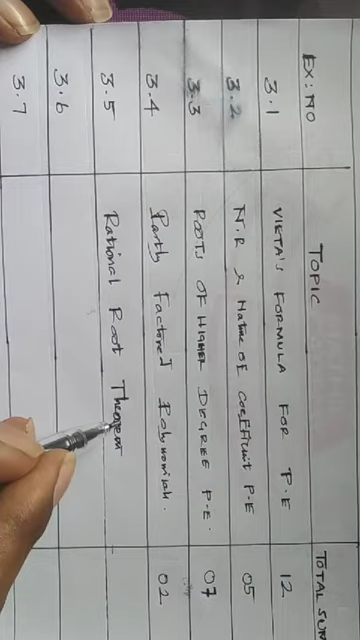 EX: NO TOPIC TOTAL SUM
3.1 VIETA'S FORMULA FOR P.E 12
3.2 N.R & Nature OF COEFFICIENT P.E 05
3.3 ROOTS OF HIGHER DEGREE P.E. 07
3.4 Partly Factored Polynomials. 02
3.5 Rational Root Theorem
3.6
3.7